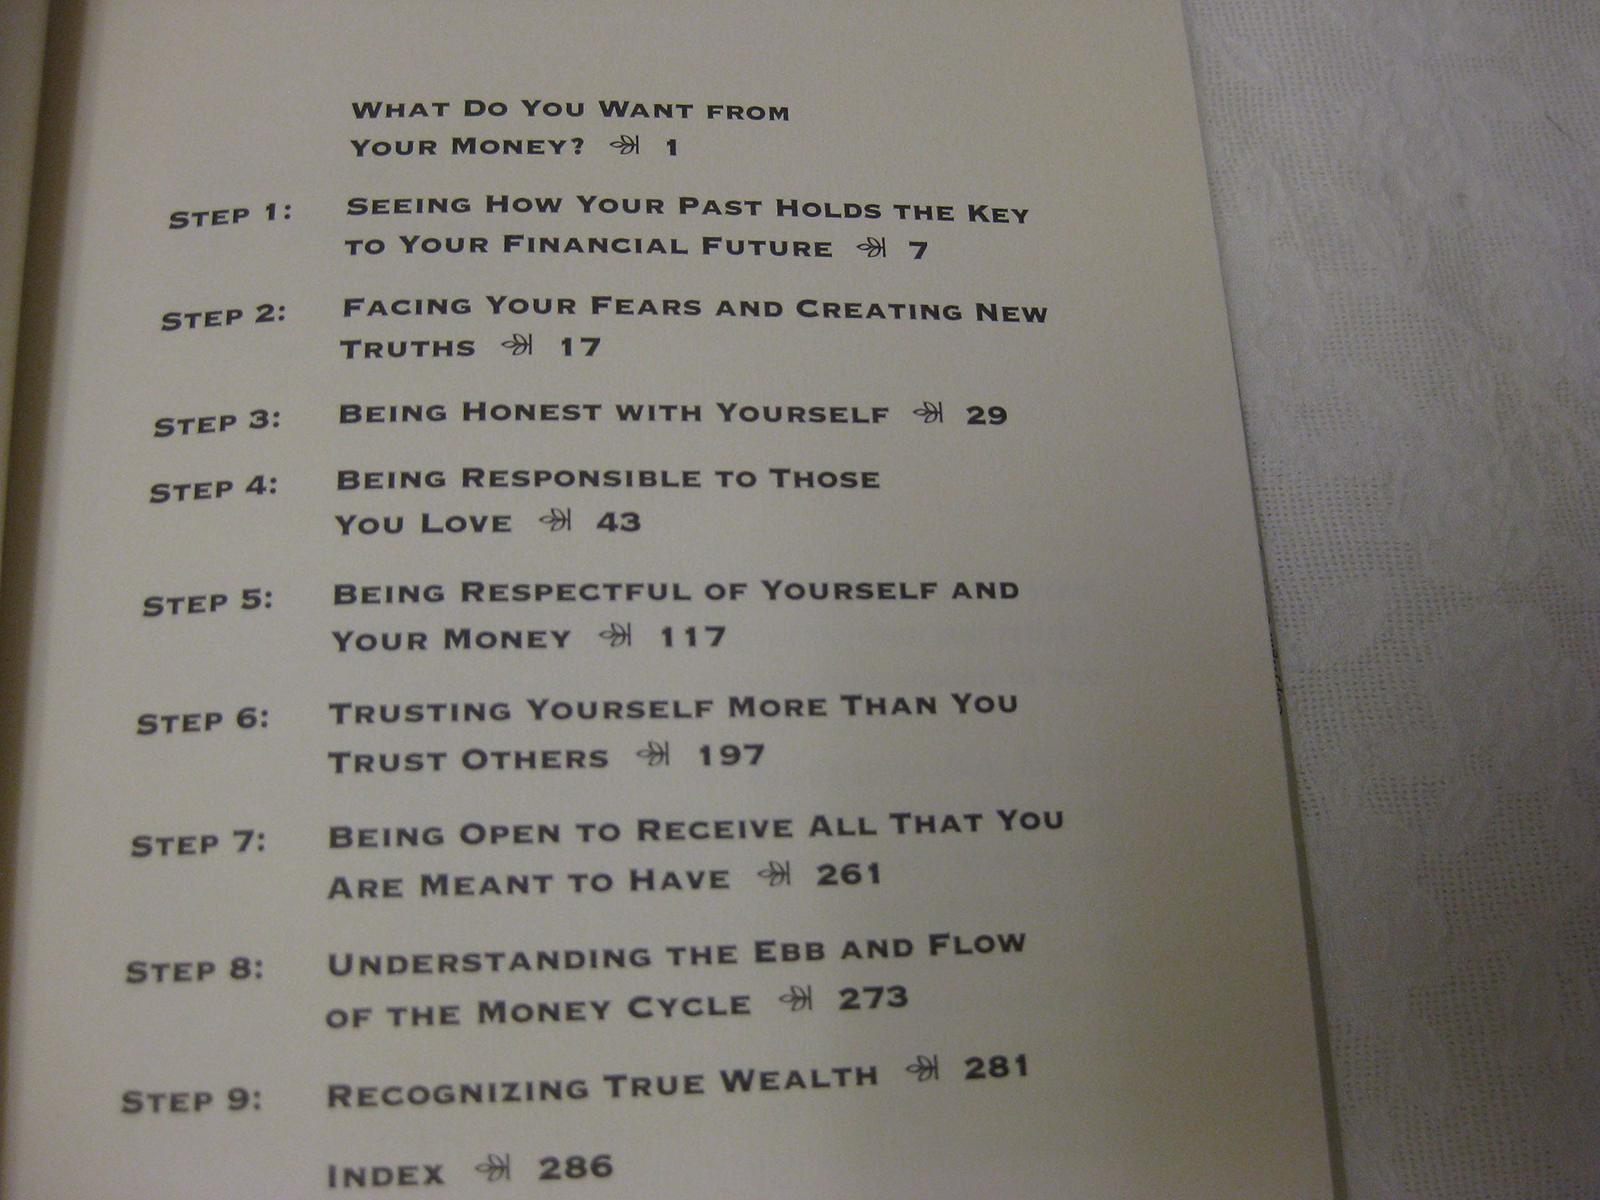 WHAT DO YOU WANT FROM
YOUR MONEY? 1
STEP 1: SEEING HOW YOUR PAST HOLDS THE KEY
TO YOUR FINANCIAL FUTURE 7
STEP 2: FACING YOUR FEARS AND CREATING NEW
TRUTHS 17
STEP 3: BEING HONEST WITH YOURSELF 29
STEP 4: BEING RESPONSIBLE TO THOSE
YOU LOVE 43
STEP 5: BEING RESPECTFUL OF YOURSELF AND
YOUR MONEY 117
STEP 6: TRUSTING YOURSELF MORE THAN YOU
TRUST OTHERS 197
STEP 7: BEING OPEN TO RECEIVE ALL THAT YOU
ARE MEANT TO HAVE 261
STEP 8: UNDERSTANDING THE EBB AND FLOW
OF THE MONEY CYCLE 273
STEP 9: RECOGNIZING TRUE WEALTH 281
INDEX 286